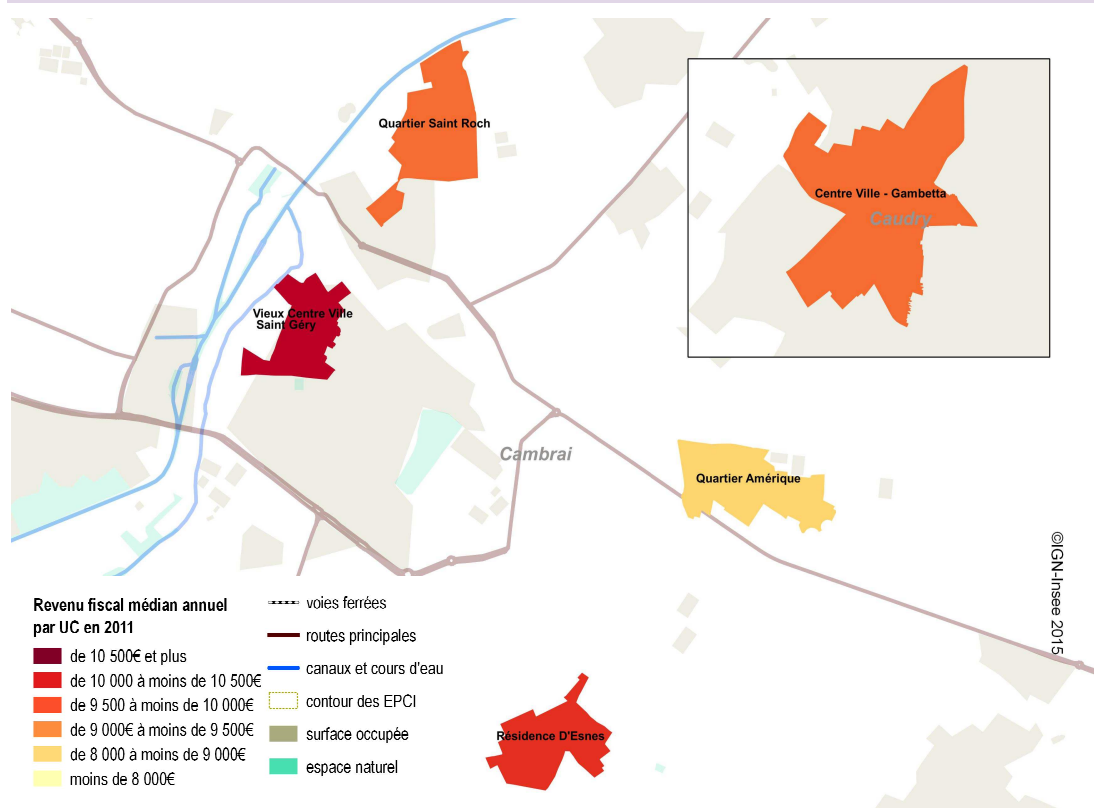 Quartier Saint Roch
Centre Ville - Gambetta
Caudry
Vieux Centre Ville
Saint Géry
Cambrai
Quartier Amérique
©IGN-Insee 2015
Résidence D'Esnes
Revenu fiscal médian annuel
par UC en 2011
de 10 500€ et plus
de 10 000 à moins de 10 500€
de 9 500 à moins de 10 000€
de 9 000€ à moins de 9 500€
de 8 000 à moins de 9 000€
moins de 8 000€
voies ferrées
routes principales
canaux et cours d'eau
contour des EPCI
surface occupée
espace naturel